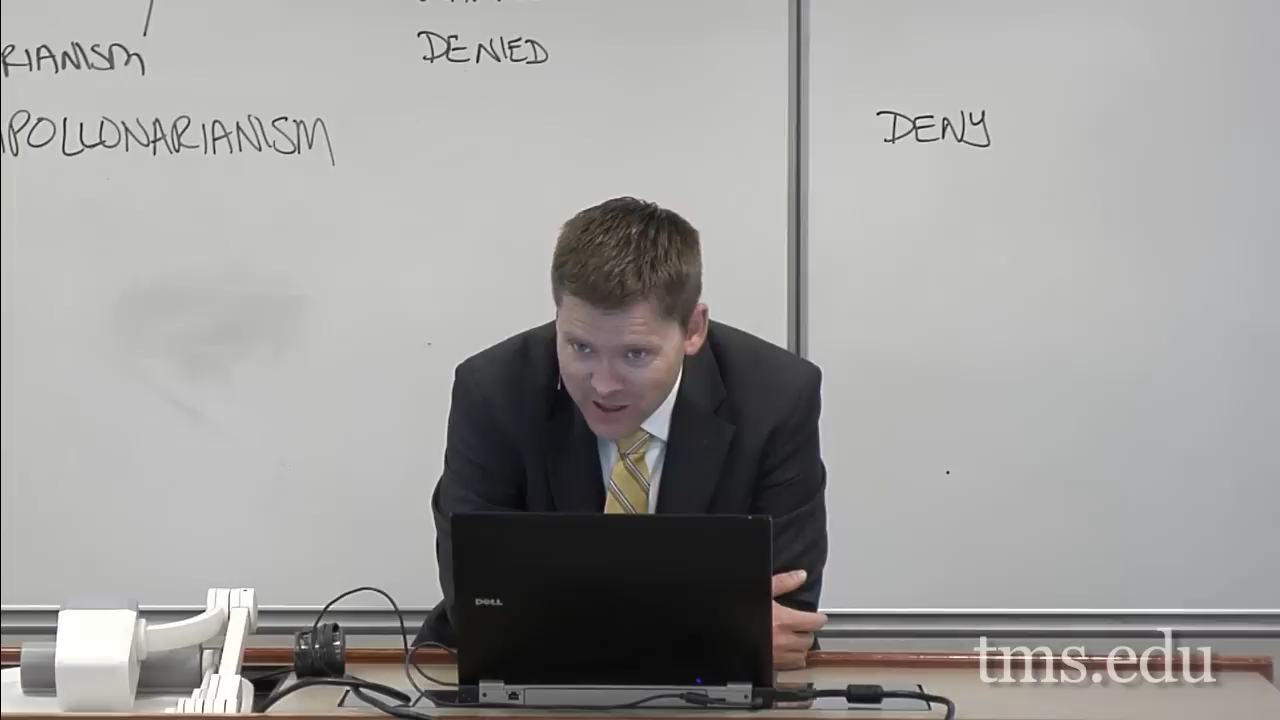 RIANISM
DENIED
POLLONARIANISM
DENY
DELL
tms.edu